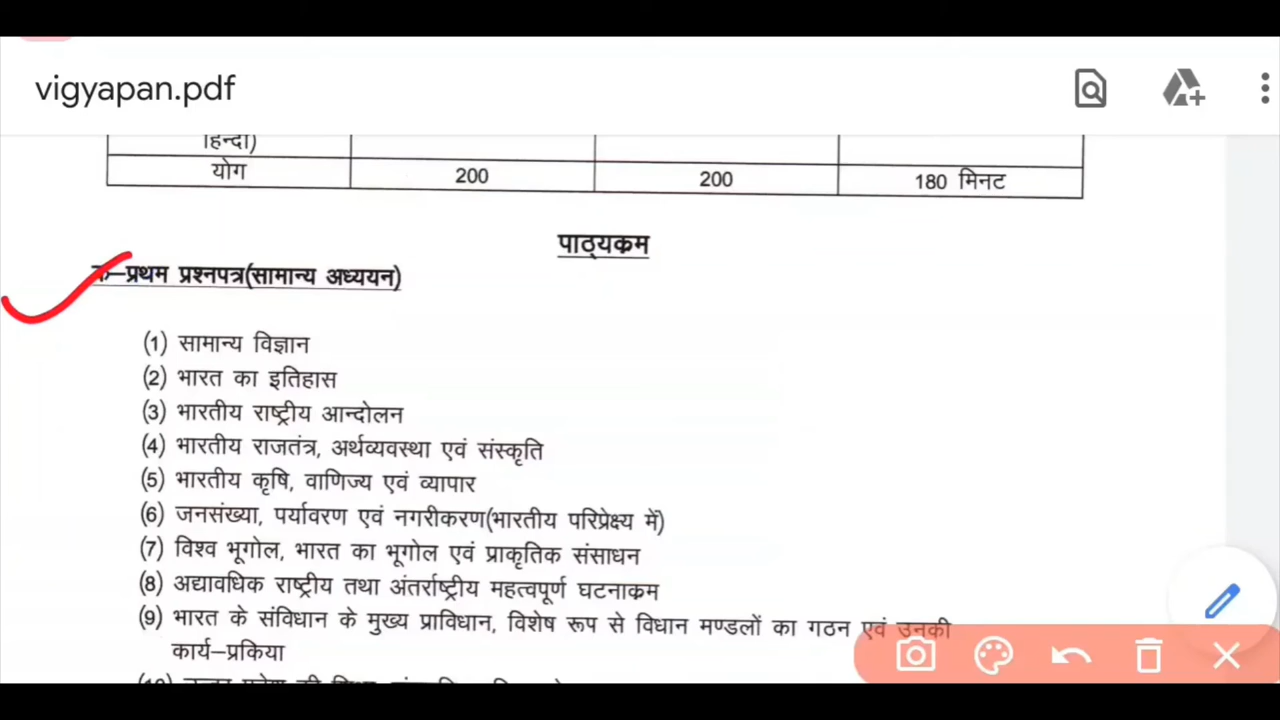 vigyapan.pdf
हिन्दी)
योग 200 200 180 मिनट
पाठ्यक्रम
क–प्रथम प्रश्नपत्र(सामान्य अध्ययन)
(1) सामान्य विज्ञान
(2) भारत का इतिहास
(3) भारतीय राष्ट्रीय आन्दोलन
(4) भारतीय राजतंत्र, अर्थव्यवस्था एवं संस्कृति
(5) भारतीय कृषि, वाणिज्य एवं व्यापार
(6) जनसंख्या, पर्यावरण एवं नगरीकरण(भारतीय परिप्रेक्ष्य में)
(7) विश्व भूगोल, भारत का भूगोल एवं प्राकृतिक संसाधन
(8) अद्यावधिक राष्ट्रीय तथा अंतर्राष्ट्रीय महत्वपूर्ण घटनाक्रम
(9) भारत के संविधान के मुख्य प्राविधान, विशेष रूप से विधान मण्डलों का गठन एवं उनकी
कार्य–प्रकिया